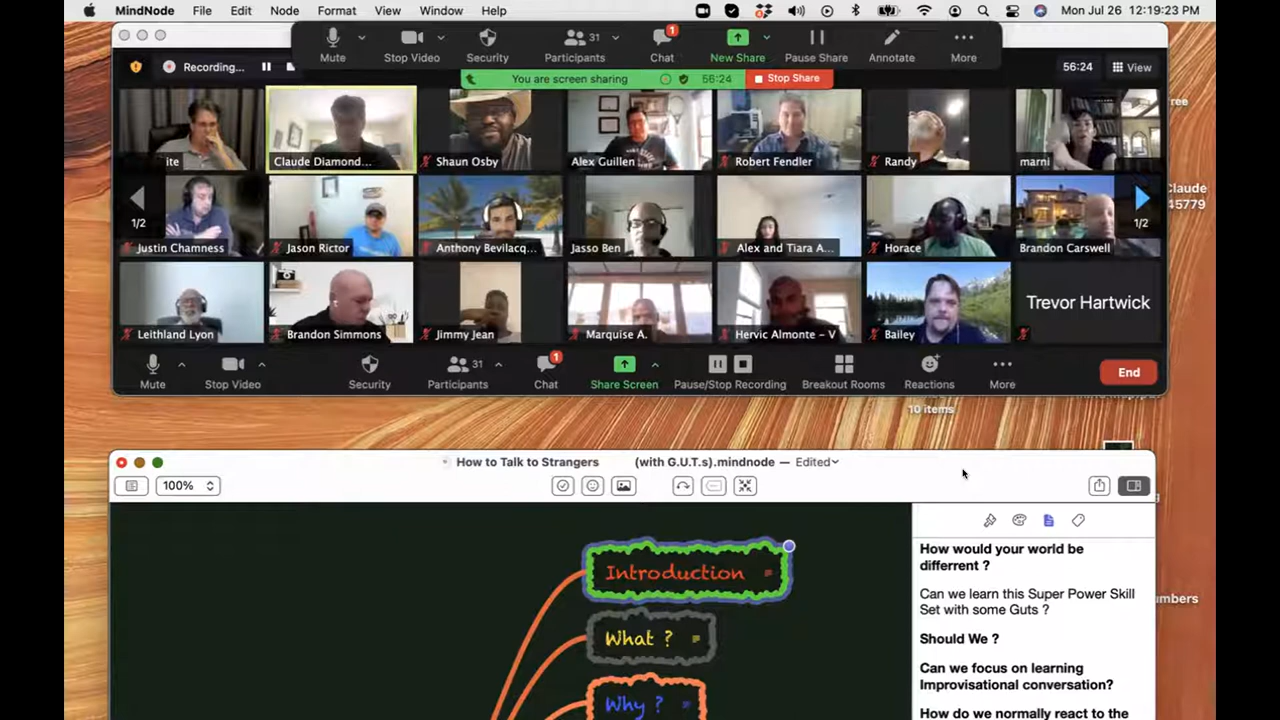 MindNode File Edit Node Format View Window Help Mon Jul 26 12:19:23 PM
31 1
Mute Stop Video Security Participants Chat New Share Pause Share Annotate More
Recording... 56:24 View
You are screen sharing 56:24 Stop Share
ree
ite Claude Diamond... Shaun Osby Alex Guillen Robert Fendler Randy marni
Claude
45779
1/2 1/2
Justin Chamness Jason Rictor Anthony Bevilacq... Jasso Ben Alex and Tiara A... Horace Brandon Carswell
Trevor Hartwick
Leithland Lyon Brandon Simmons Jimmy Jean Marquise A. Hervic Almonte - V Bailey
31 1
Mute Stop Video Security Participants Chat Share Screen Pause/Stop Recording Breakout Rooms Reactions More End
10 items
How to Talk to Strangers (with G.U.T.s).mindnode — Edited
100%
Introduction
What ?
Why ?
How would your world be
differrent ?
Can we learn this Super Power Skill
Set with some Guts ?
umbers
Should We ?
Can we focus on learning
Improvisational conversation?
How do we normally react to the